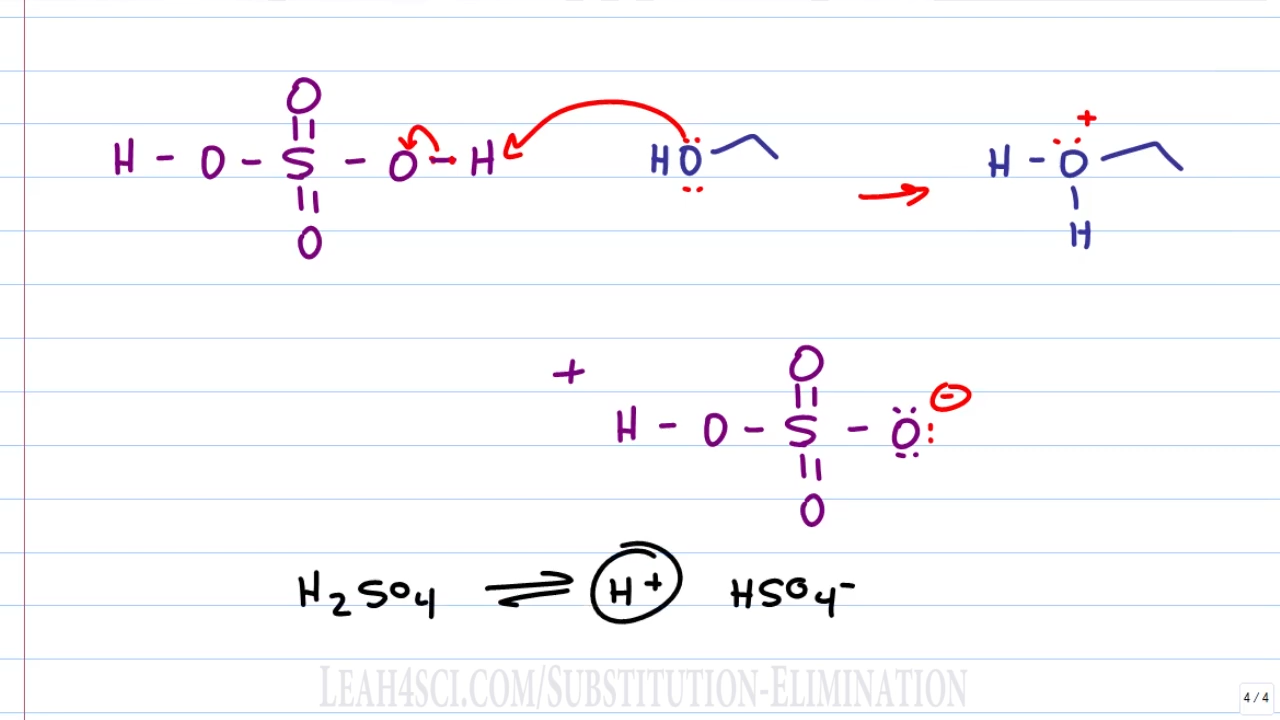 O
H - O - S - O - H HO
O
+
H - O
H
O
+ H - O - S - O -
O
H2SO4 ⇌ H+ HSO4-
LEAH4SCI.COM/SUBSTITUTION-ELIMINATION
4 / 4